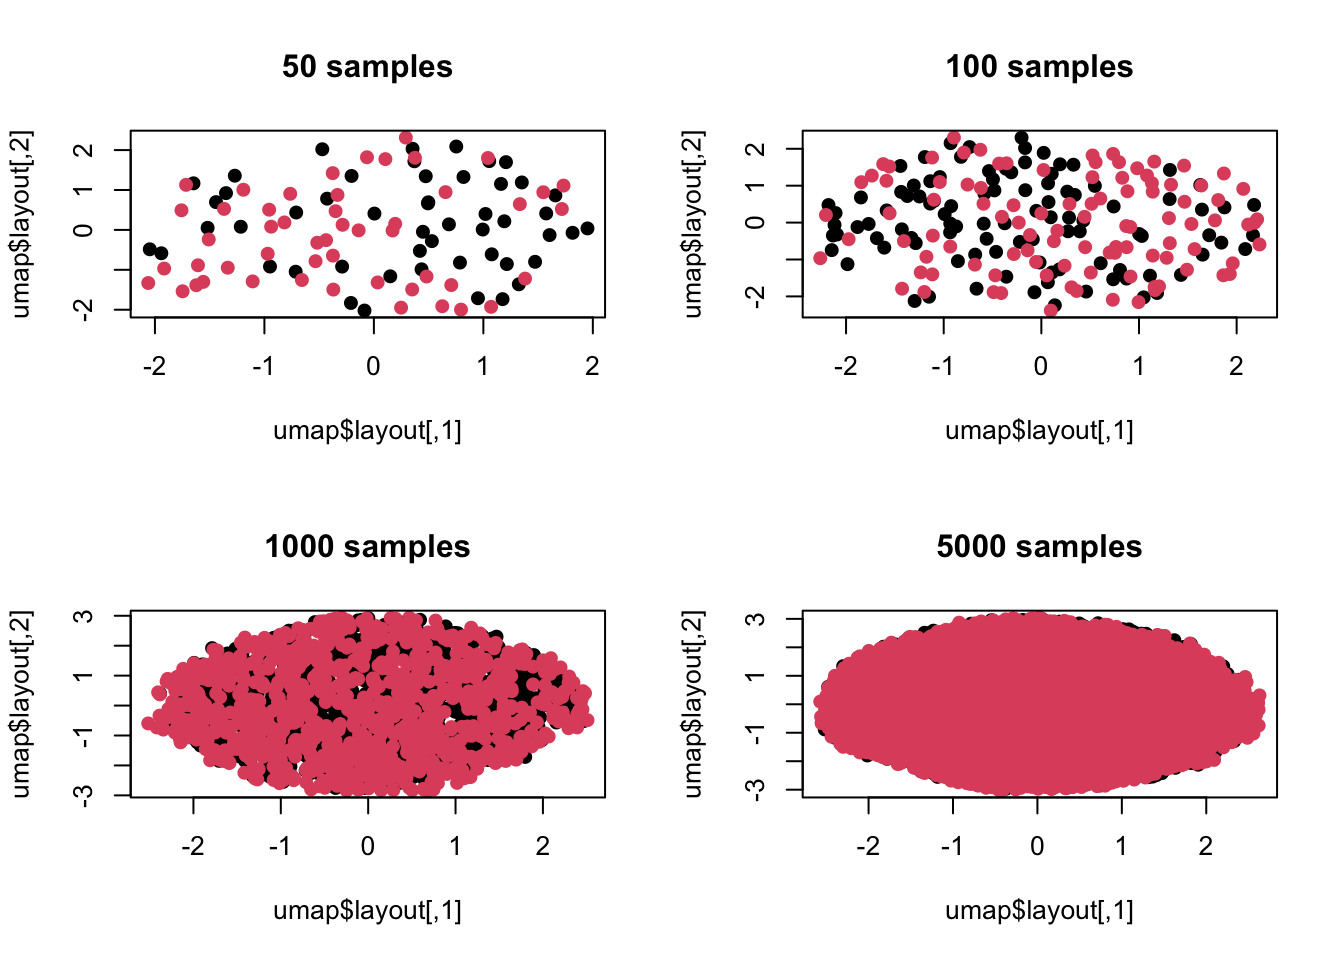 50 samples
umap$layout[,2]
2
1
0
-2
-2 -1 0 1 2
umap$layout[,1]
100 samples
umap$layout[,2]
2
1
0
-2
-2 -1 0 1 2
umap$layout[,1]
1000 samples
umap$layout[,2]
3
1
-1
-3
-2 -1 0 1 2
umap$layout[,1]
5000 samples
umap$layout[,2]
3
1
-1
-3
-2 -1 0 1 2
umap$layout[,1]